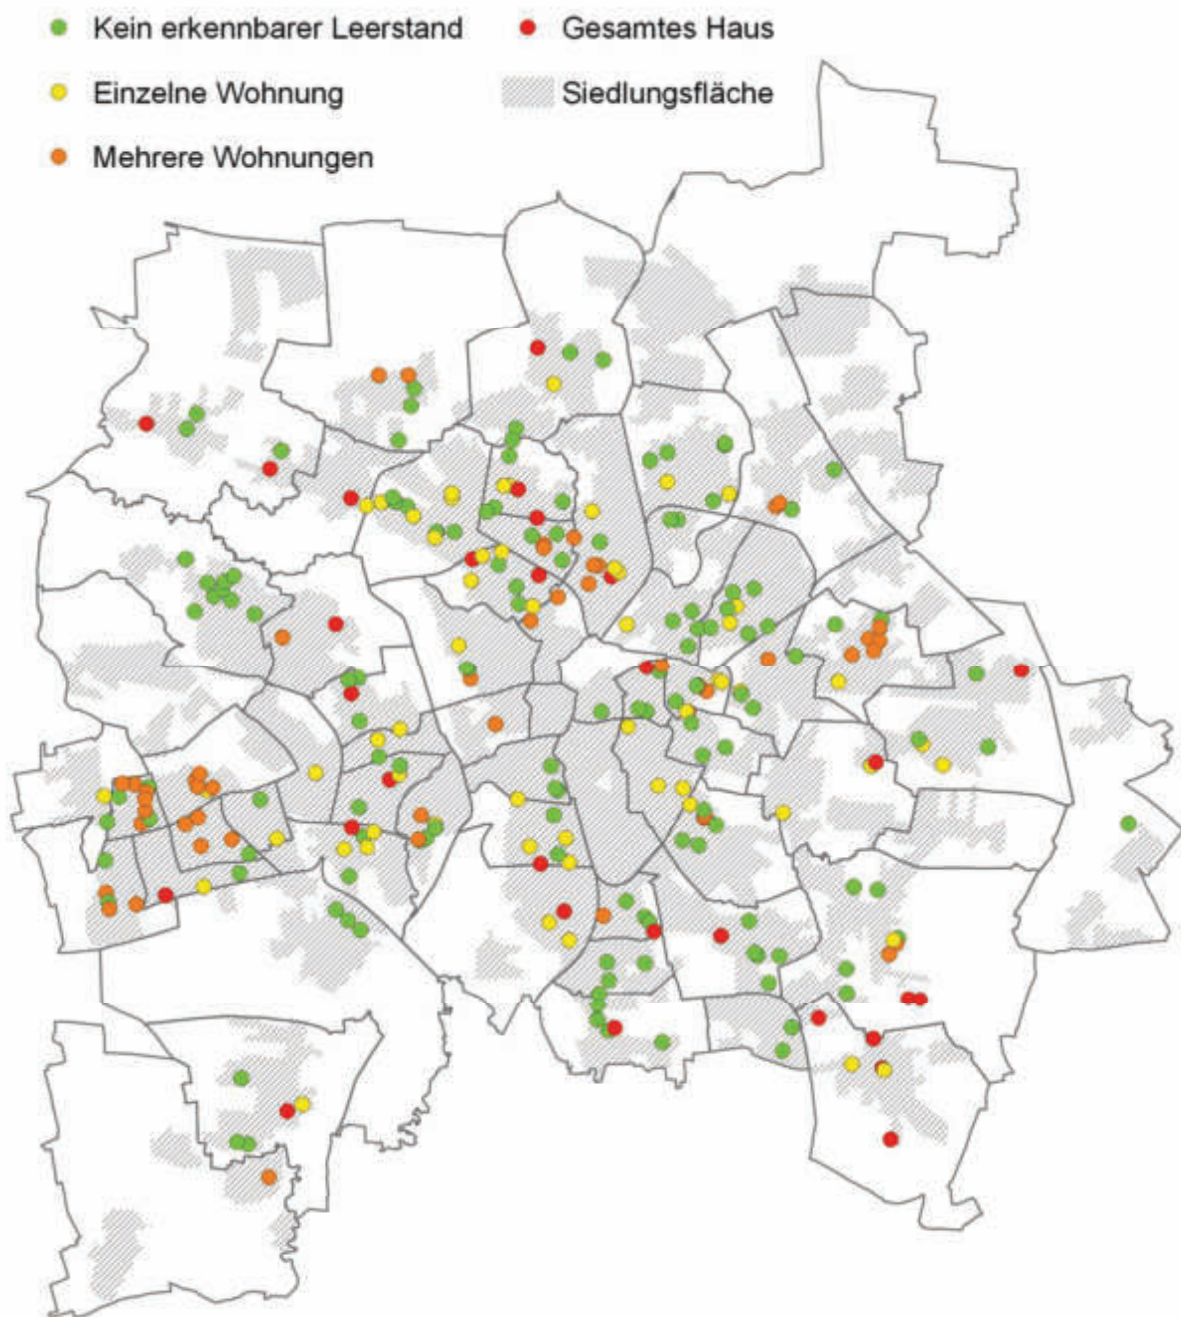 Kein erkennbarer Leerstand
Einzelne Wohnung
Mehrere Wohnungen
Gesamtes Haus
Siedlungsfläche